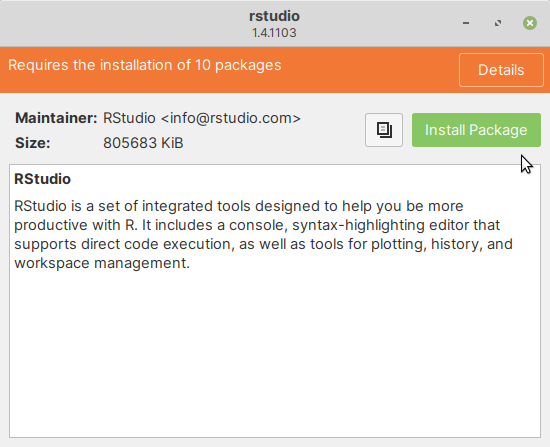 rstudio
1.4.1103
Requires the installation of 10 packages
Details
Maintainer: RStudio <info@rstudio.com>
Install Package
Size: 805683 KiB
RStudio
RStudio is a set of integrated tools designed to help you be more
productive with R. It includes a console, syntax-highlighting editor that
supports direct code execution, as well as tools for plotting, history, and
workspace management.